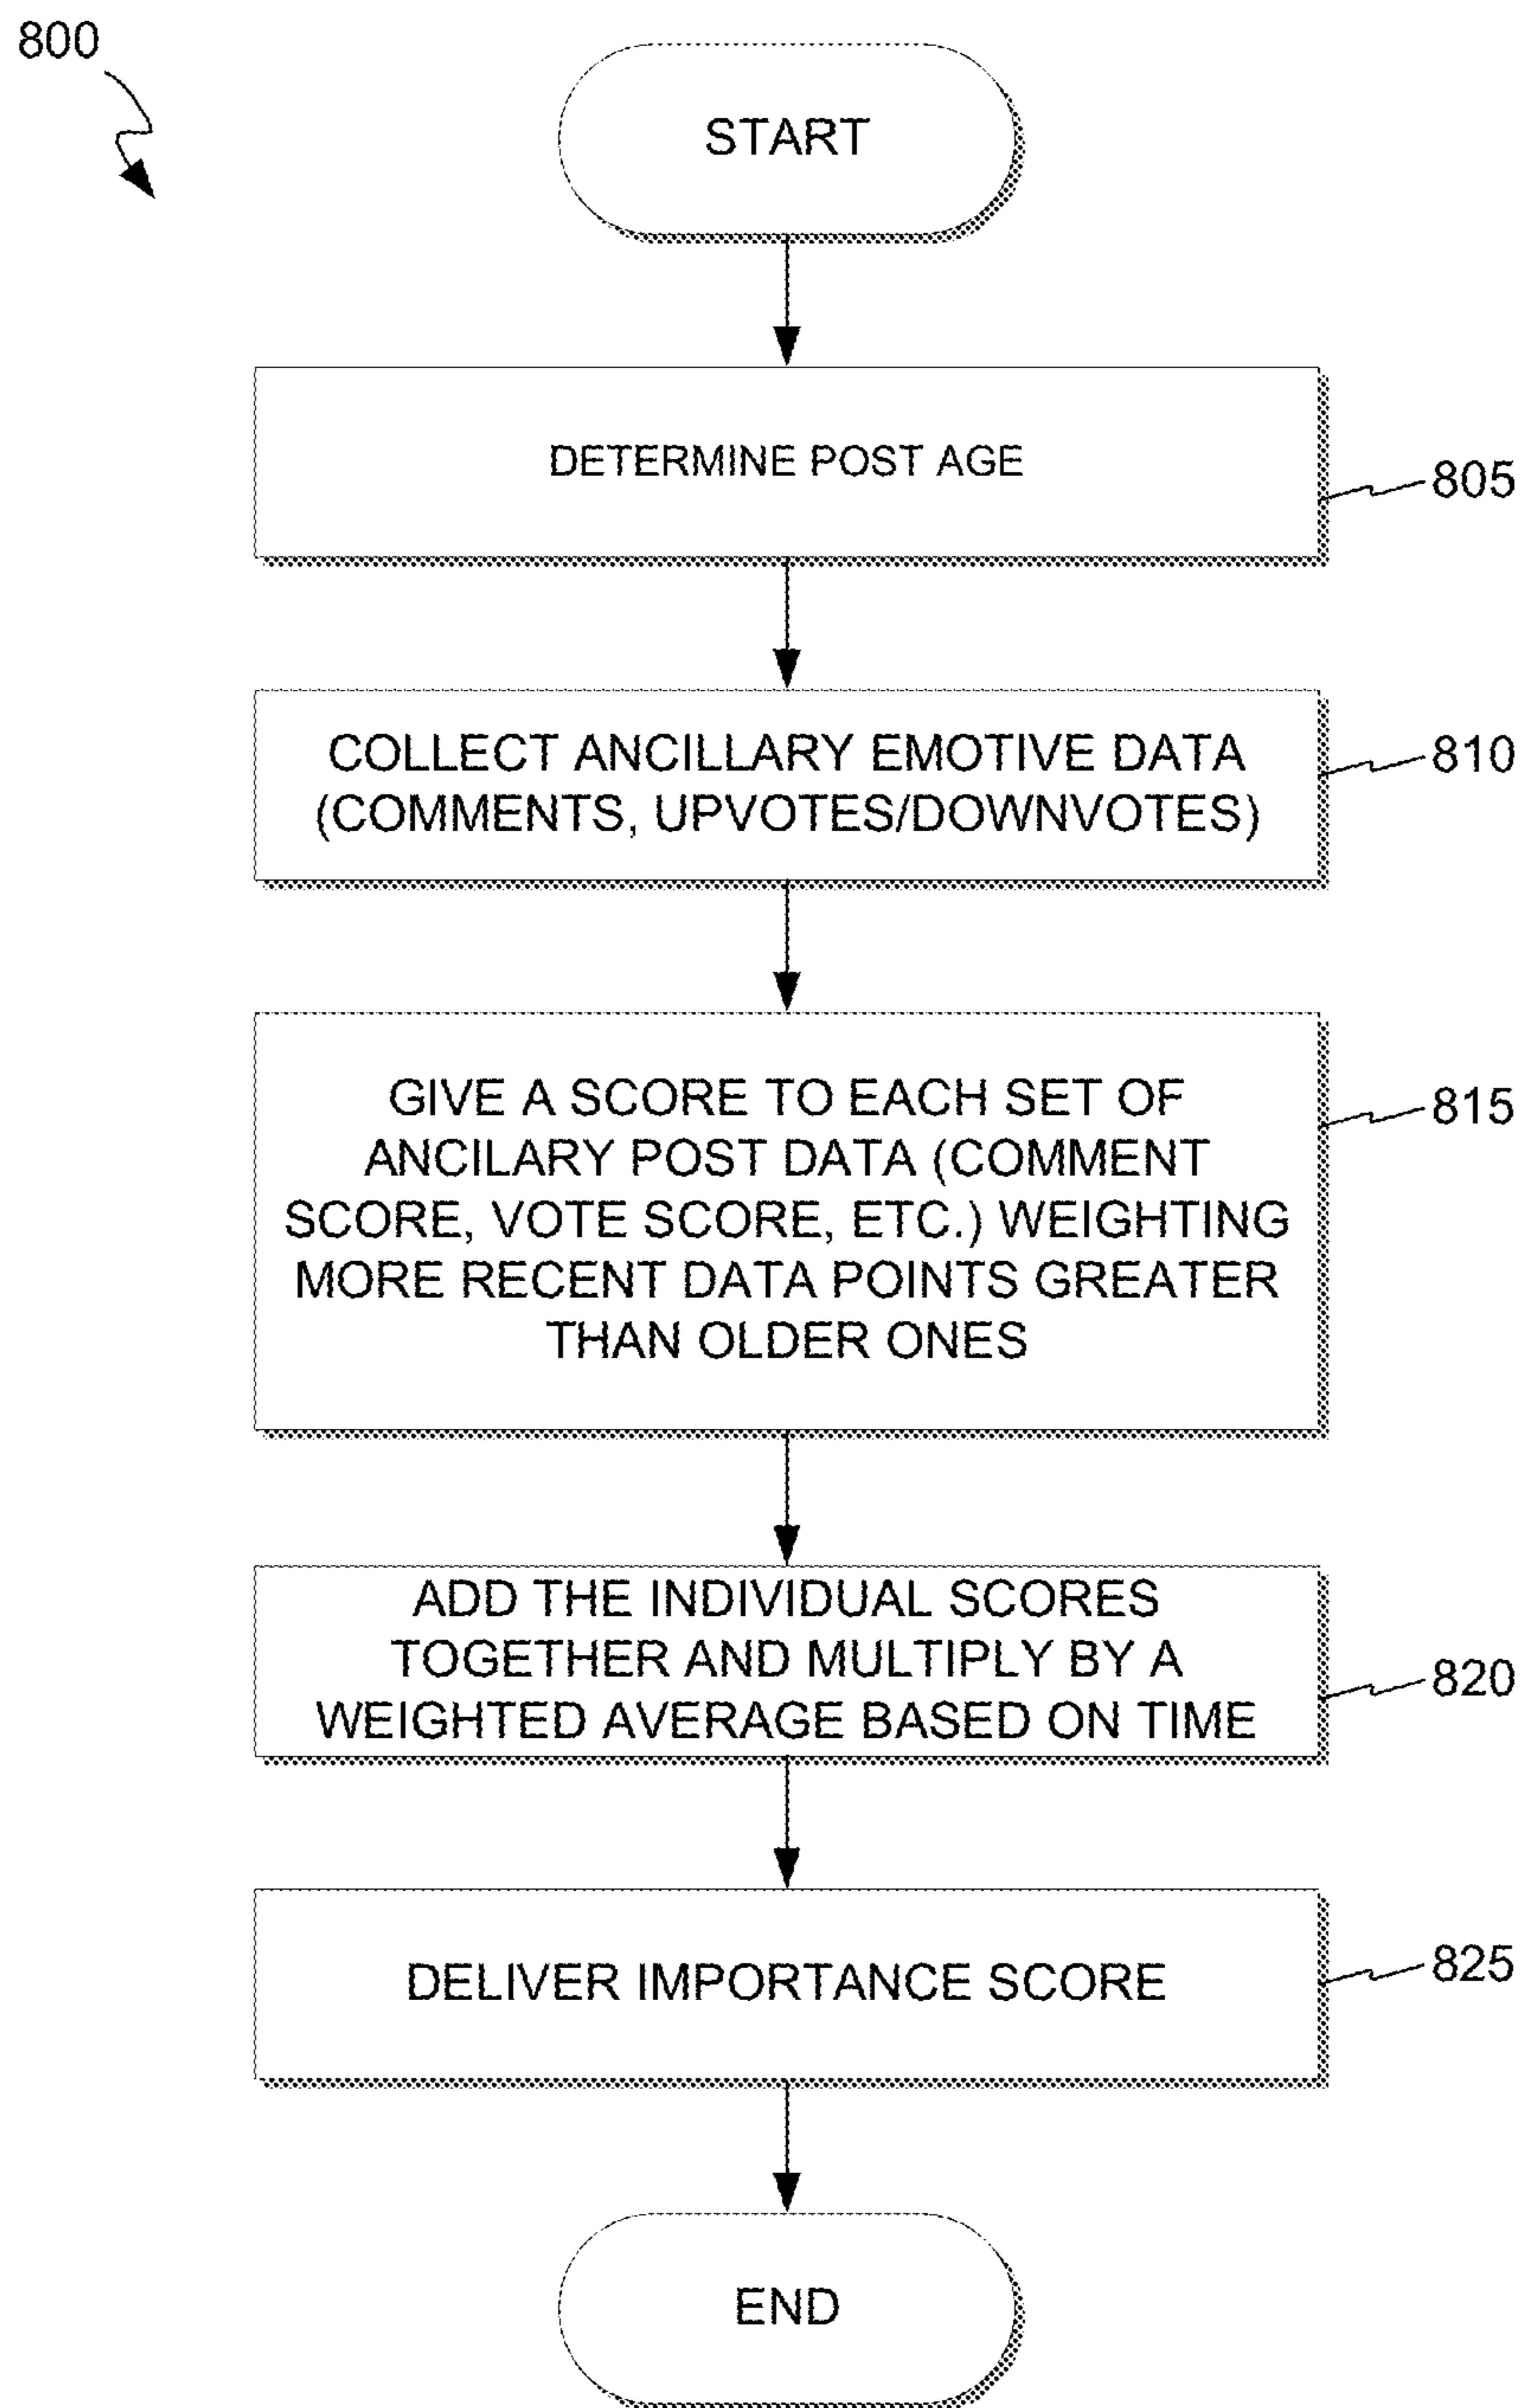 800
START
DETERMINE POST AGE
805
COLLECT ANCILLARY EMOTIVE DATA
(COMMENTS, UPVOTES/DOWNVOTES)
810
GIVE A SCORE TO EACH SET OF
ANCILARY POST DATA (COMMENT
SCORE, VOTE SCORE, ETC.) WEIGHTING
MORE RECENT DATA POINTS GREATER
THAN OLDER ONES
815
ADD THE INDIVIDUAL SCORES
TOGETHER AND MULTIPLY BY A
WEIGHTED AVERAGE BASED ON TIME
820
DELIVER IMPORTANCE SCORE
825
END